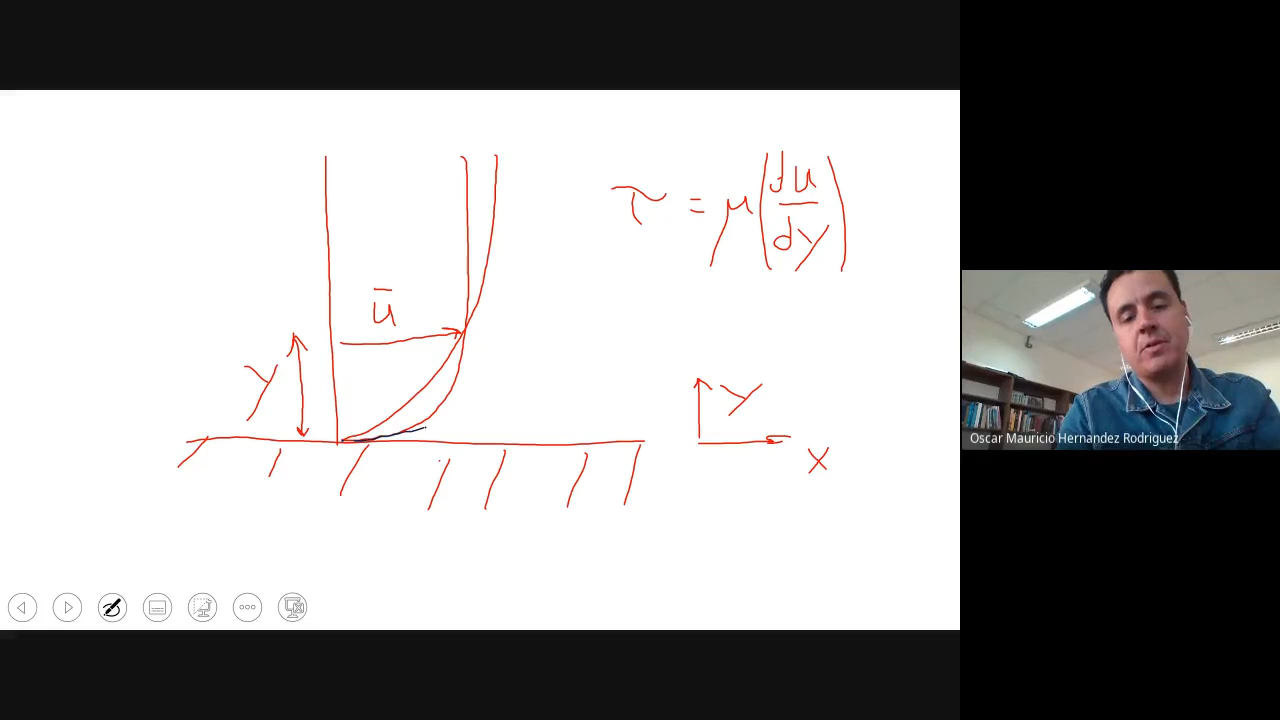 τ = μ(du/dy)
ū
y
y
x
Oscar Mauricio Hernandez Rodriguez